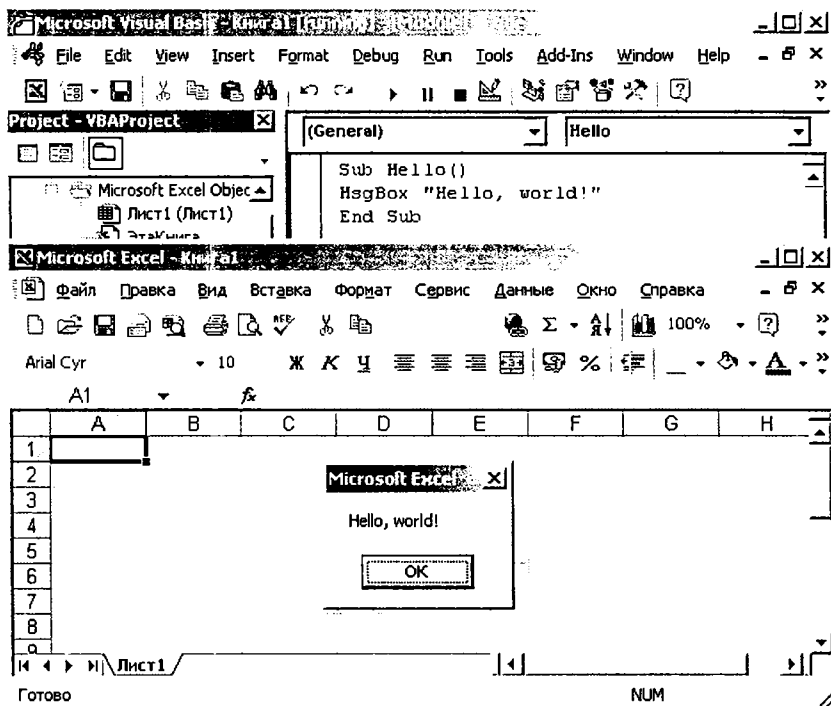 Microsoft Visual Basic - Книга1 [running] -
File Edit View Insert Format Debug Run Tools Add-Ins Window Help
Project - VBAProject
(General) Hello
Microsoft Excel Objec
Лист1 (Лист1)
ЭтаКнига
Sub Hello()
MsgBox "Hello, world!"
End Sub
Microsoft Excel - Книга1
Файл Правка Вид Вставка Формат Сервис Данные Окно Справка
100%
Arial Cyr 10 Ж К Ч
A1 fx
A B C D E F G H
1
2
3
4
5
6
7
8
9
Microsoft Excel
Hello, world!
OK
Лист1
Готово NUM